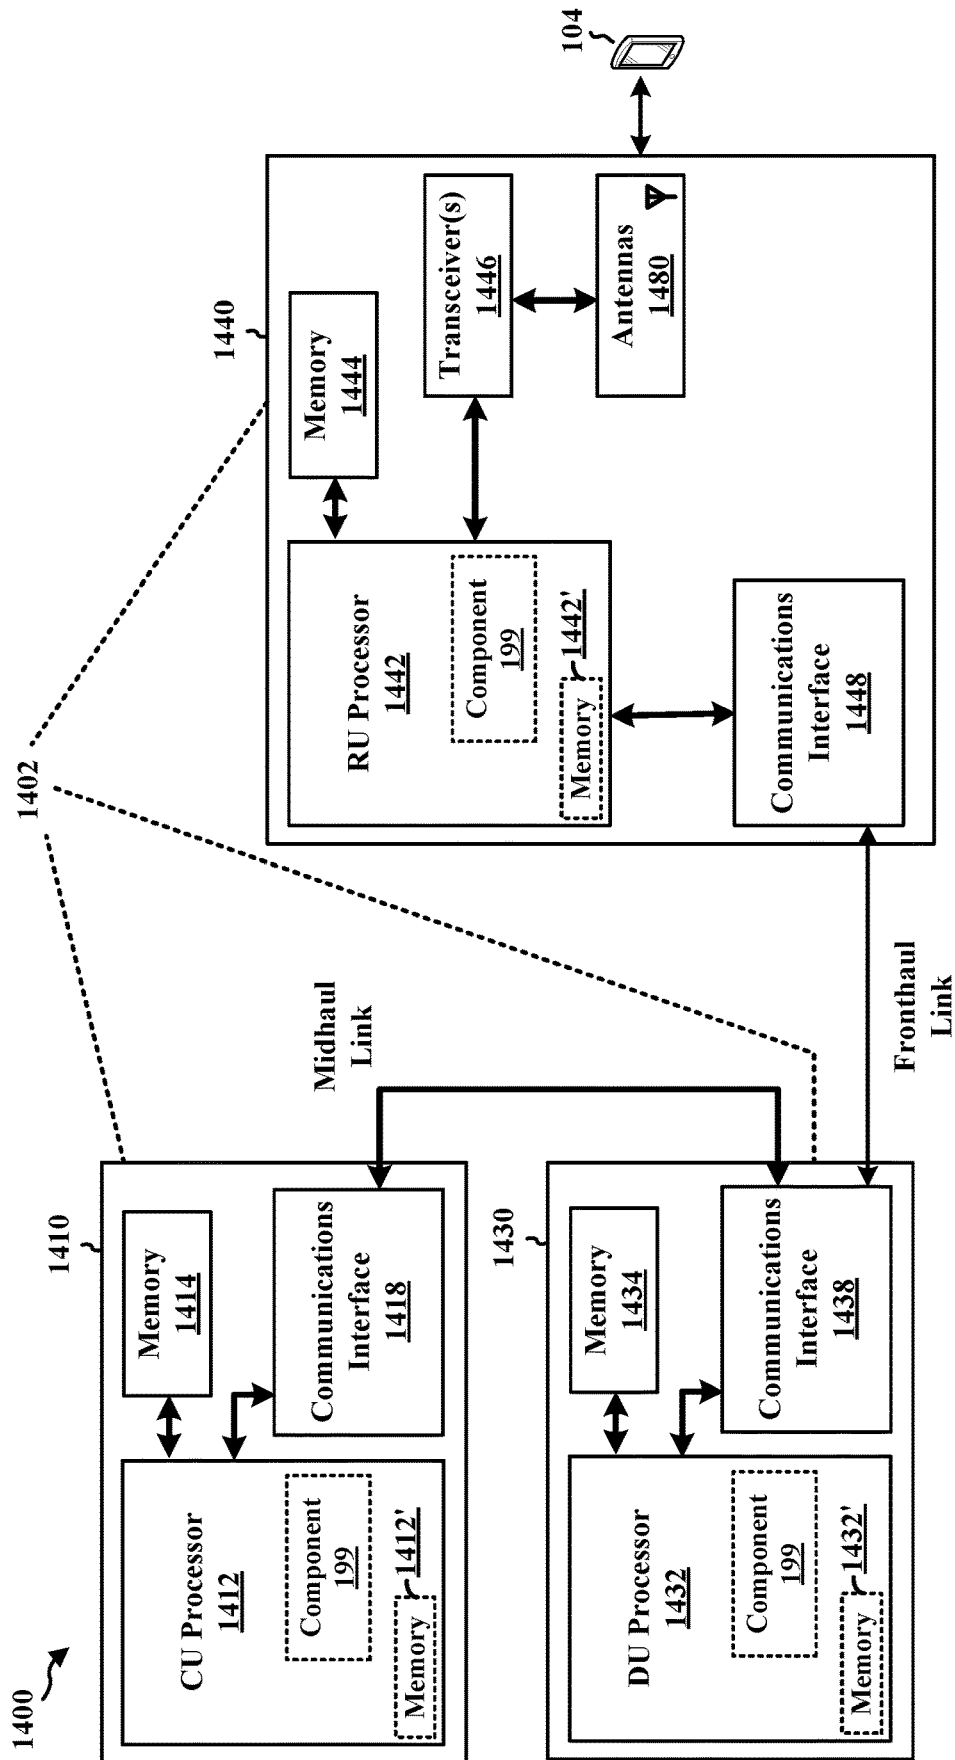 1400
1402
1410
CU Processor
1412
Component
199
Memory
1412'
Memory
1414
Communications
Interface
1418
Midhaul
Link
1430
DU Processor
1432
Component
199
Memory
1432'
Memory
1434
Communications
Interface
1438
Fronthaul
Link
1440
RU Processor
1442
Component
199
Memory
1442'
Memory
1444
Transceiver(s)
1446
Antennas
1480
Communications
Interface
1448
104